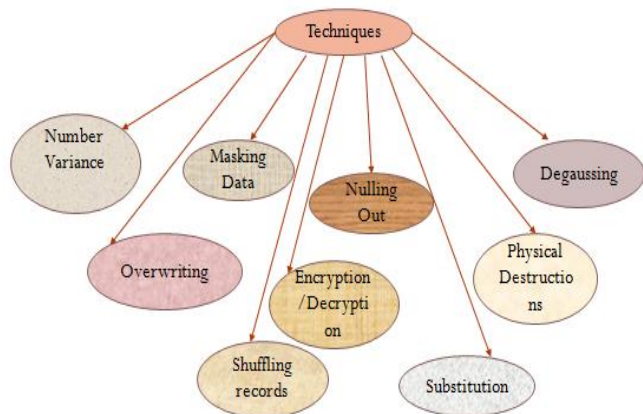 Techniques
Number
Variance
Masking
Data
Nulling
Out
Degaussing
Overwriting
Encryption
/Decrypti
on
Physical
Destructio
ns
Shuffling
records
Substitution